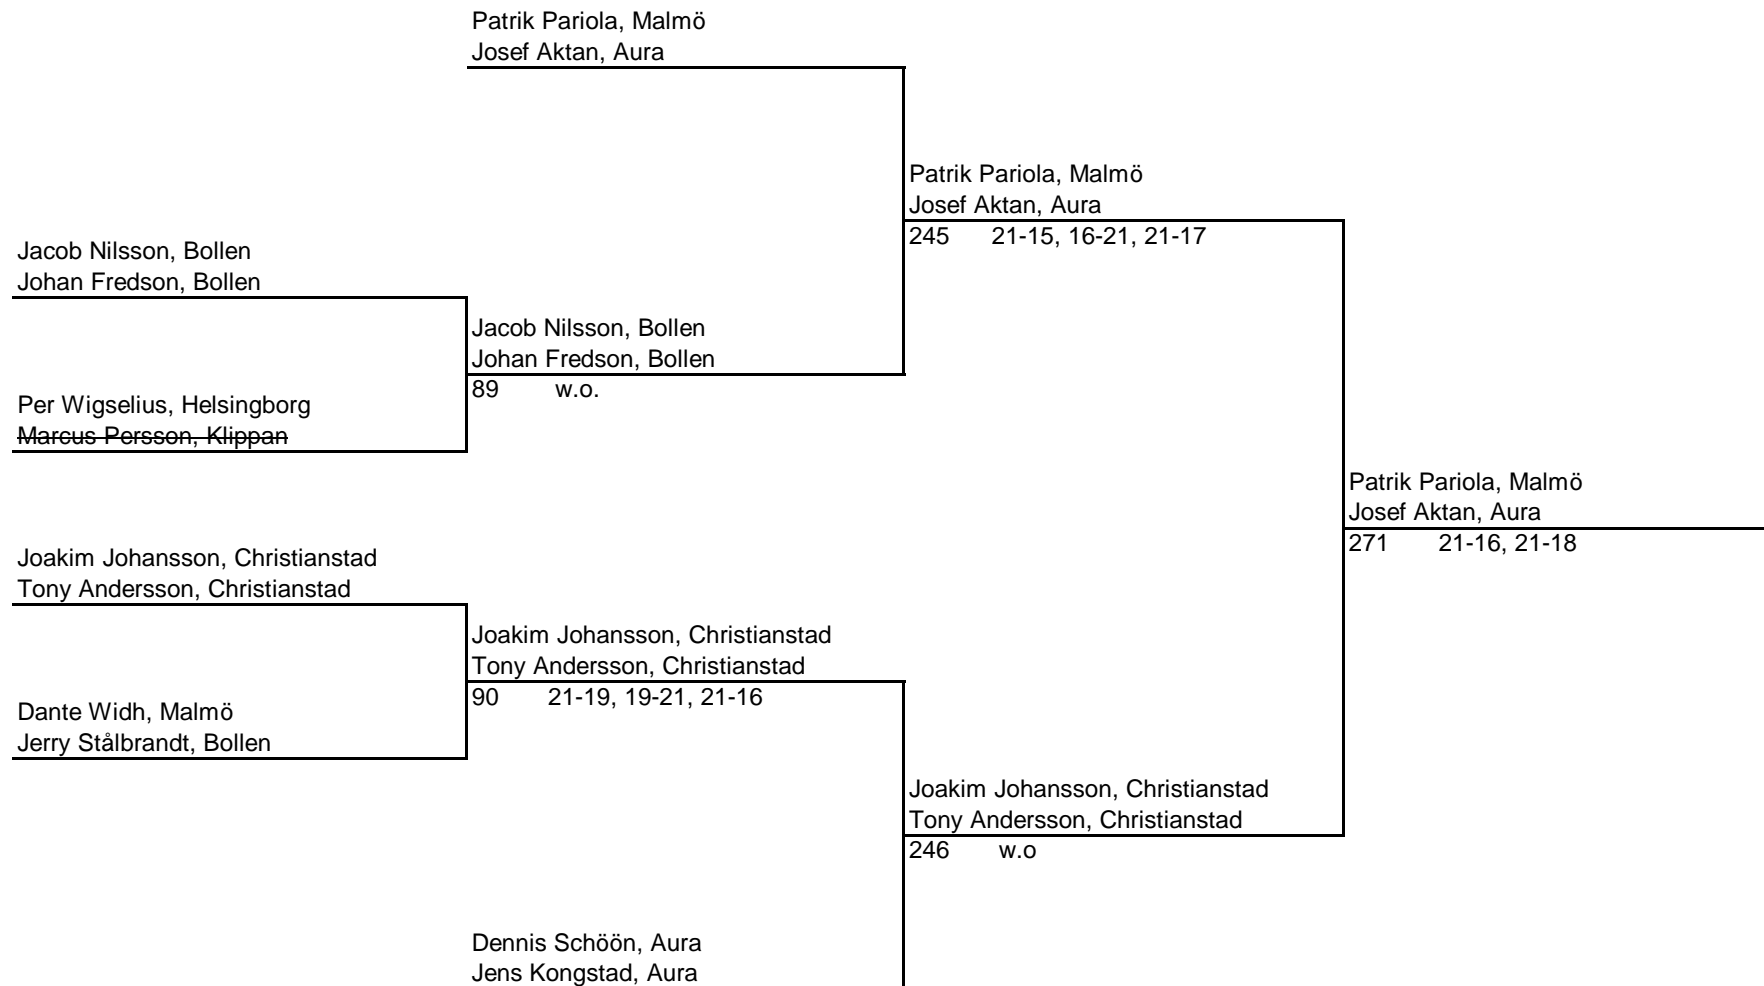 Patrik Pariola, Malmö
Josef Aktan, Aura
Patrik Pariola, Malmö
Josef Aktan, Aura
245 21-15, 16-21, 21-17
Jacob Nilsson, Bollen
Johan Fredson, Bollen
Jacob Nilsson, Bollen
Johan Fredson, Bollen
89 w.o.
Per Wigselius, Helsingborg
Marcus Persson, Klippan
Patrik Pariola, Malmö
Josef Aktan, Aura
271 21-16, 21-18
Joakim Johansson, Christianstad
Tony Andersson, Christianstad
Joakim Johansson, Christianstad
Tony Andersson, Christianstad
90 21-19, 19-21, 21-16
Dante Widh, Malmö
Jerry Stålbrandt, Bollen
Joakim Johansson, Christianstad
Tony Andersson, Christianstad
246 w.o
Dennis Schöön, Aura
Jens Kongstad, Aura